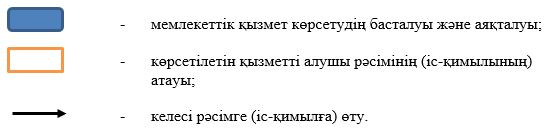 - мемлекеттік қызмет көрсетудің басталуы және аяқталуы;
- көрсетілетін қызметті алушы рәсімінің (іс-қимылының)
атауы;
- келесі рәсімге (іс-қимылға) өту.